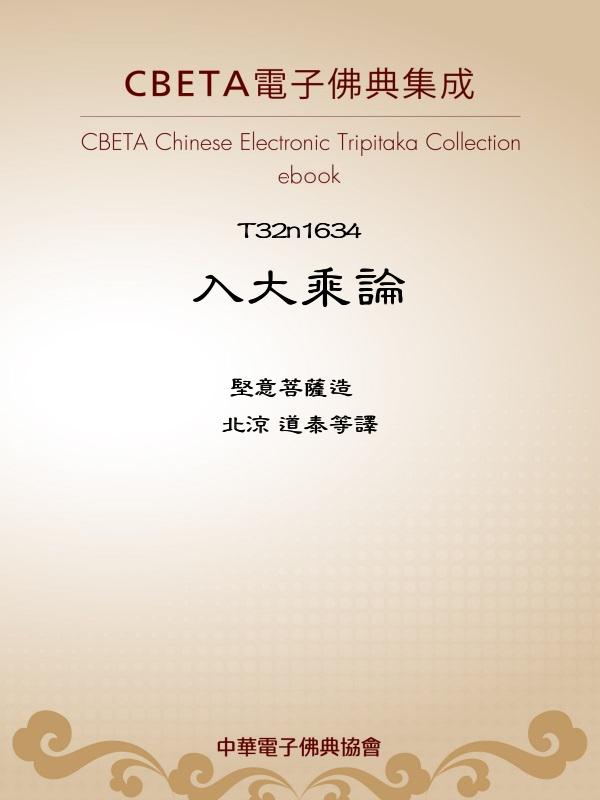 CBETA電子佛典集成
CBETA Chinese Electronic Tripitaka Collection
ebook
T32n1634
入大乘論
堅意菩薩造
北涼 道泰等譯
中華電子佛典協會